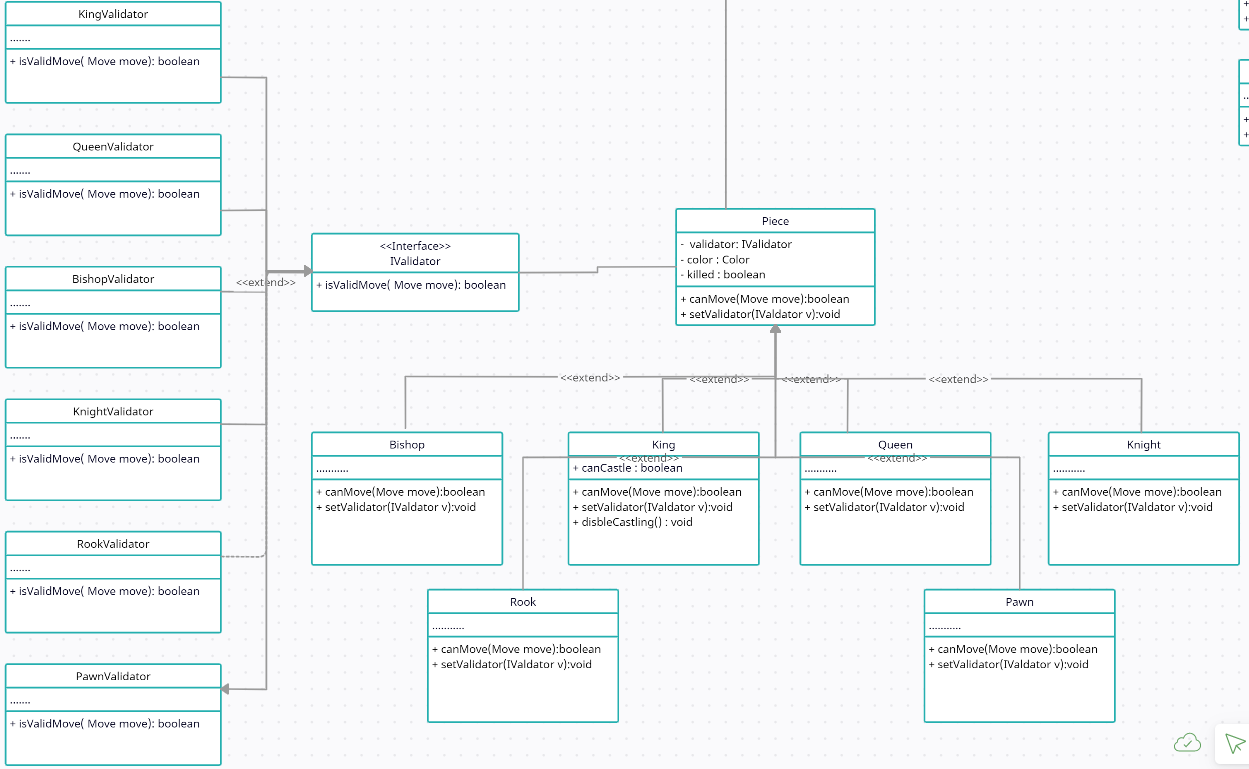 KingValidator
.......
+ isValidMove( Move move): boolean
QueenValidator
.......
+ isValidMove( Move move): boolean
BishopValidator
.......
+ isValidMove( Move move): boolean
KnightValidator
.......
+ isValidMove( Move move): boolean
RookValidator
.......
+ isValidMove( Move move): boolean
PawnValidator
.......
+ isValidMove( Move move): boolean
<<extend>>
<<Interface>>
IValidator
+ isValidMove( Move move): boolean
Piece
- validator: IValidator
- color : Color
- killed : boolean
+ canMove(Move move):boolean
+ setValidator(IValdator v):void
<<extend>>
<<extend>>
<<extend>>
<<extend>>
Bishop
...........
+ canMove(Move move):boolean
+ setValidator(IValdator v):void
King
<<extend>>
+ canCastle : boolean
+ canMove(Move move):boolean
+ setValidator(IValdator v):void
+ disbleCastling() : void
Queen
<<extend>>
...........
+ canMove(Move move):boolean
+ setValidator(IValdator v):void
Knight
...........
+ canMove(Move move):boolean
+ setValidator(IValdator v):void
Rook
...........
+ canMove(Move move):boolean
+ setValidator(IValdator v):void
Pawn
...........
+ canMove(Move move):boolean
+ setValidator(IValdator v):void